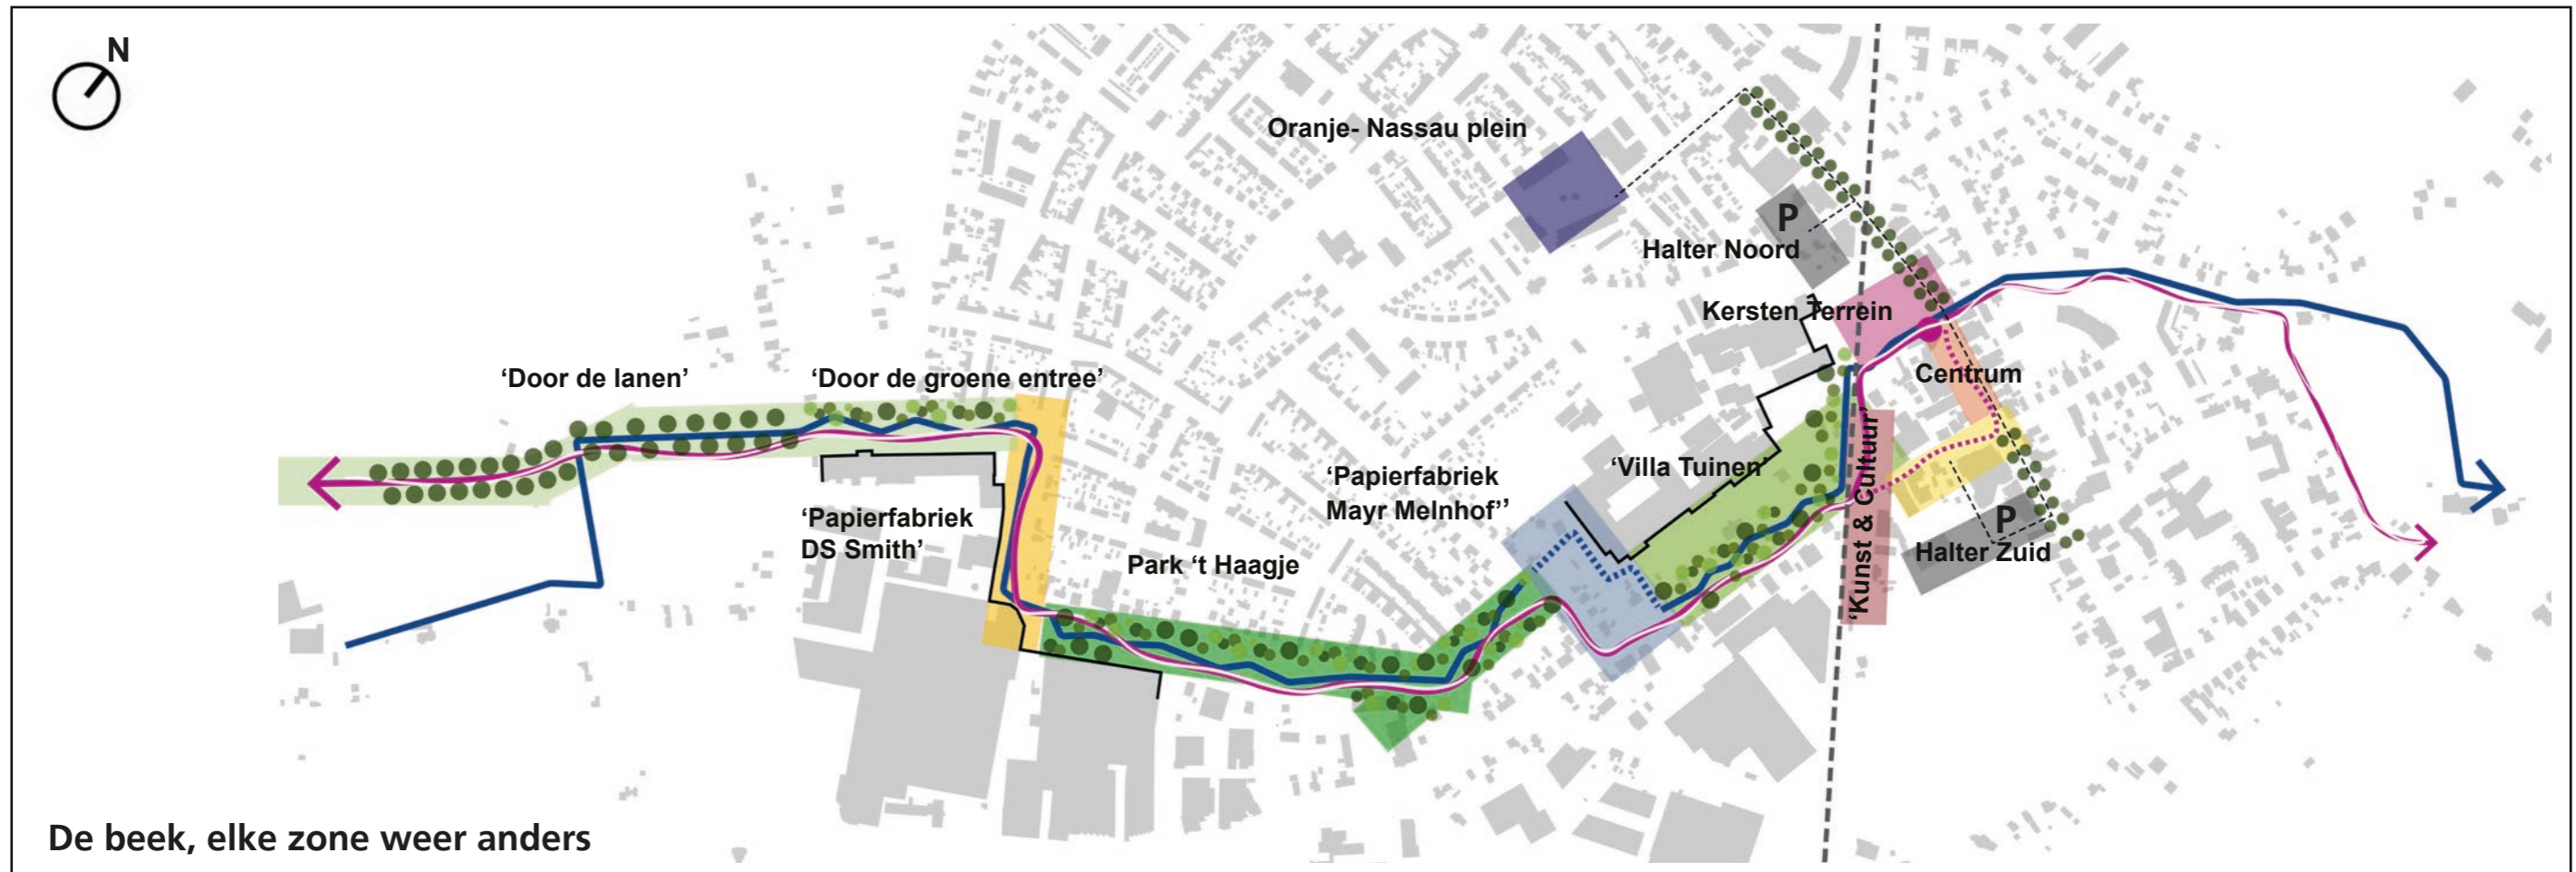 N
Oranje- Nassau plein
P
Halter Noord
Kersten Terrein
‘Door de lanen’
‘Door de groene entree’
Centrum
‘Papierfabriek
Mayr Melnhof’’
‘Villa Tuinen’
‘Kunst & Cultuur’
‘Papierfabriek
DS Smith’
P
Halter Zuid
Park ‘t Haagje
De beek, elke zone weer anders